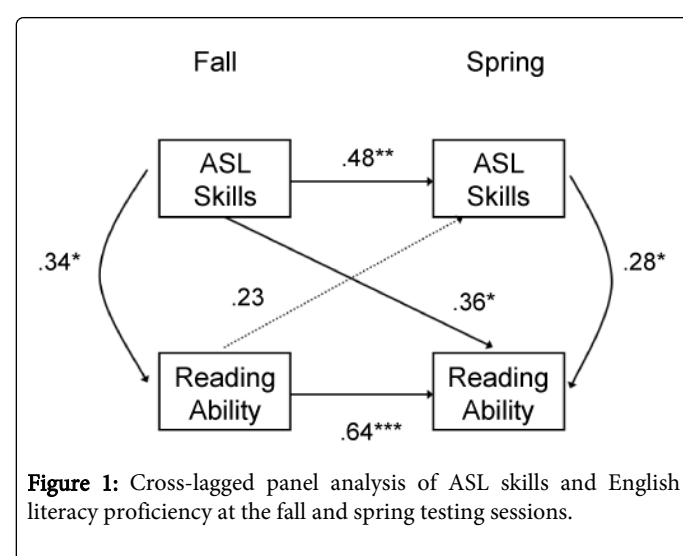 Fall Spring
ASL Skills .48** ASL Skills
.34* .28*
.23 .36*
Reading Ability .64*** Reading Ability
Figure 1: Cross-lagged panel analysis of ASL skills and English
literacy proficiency at the fall and spring testing sessions.